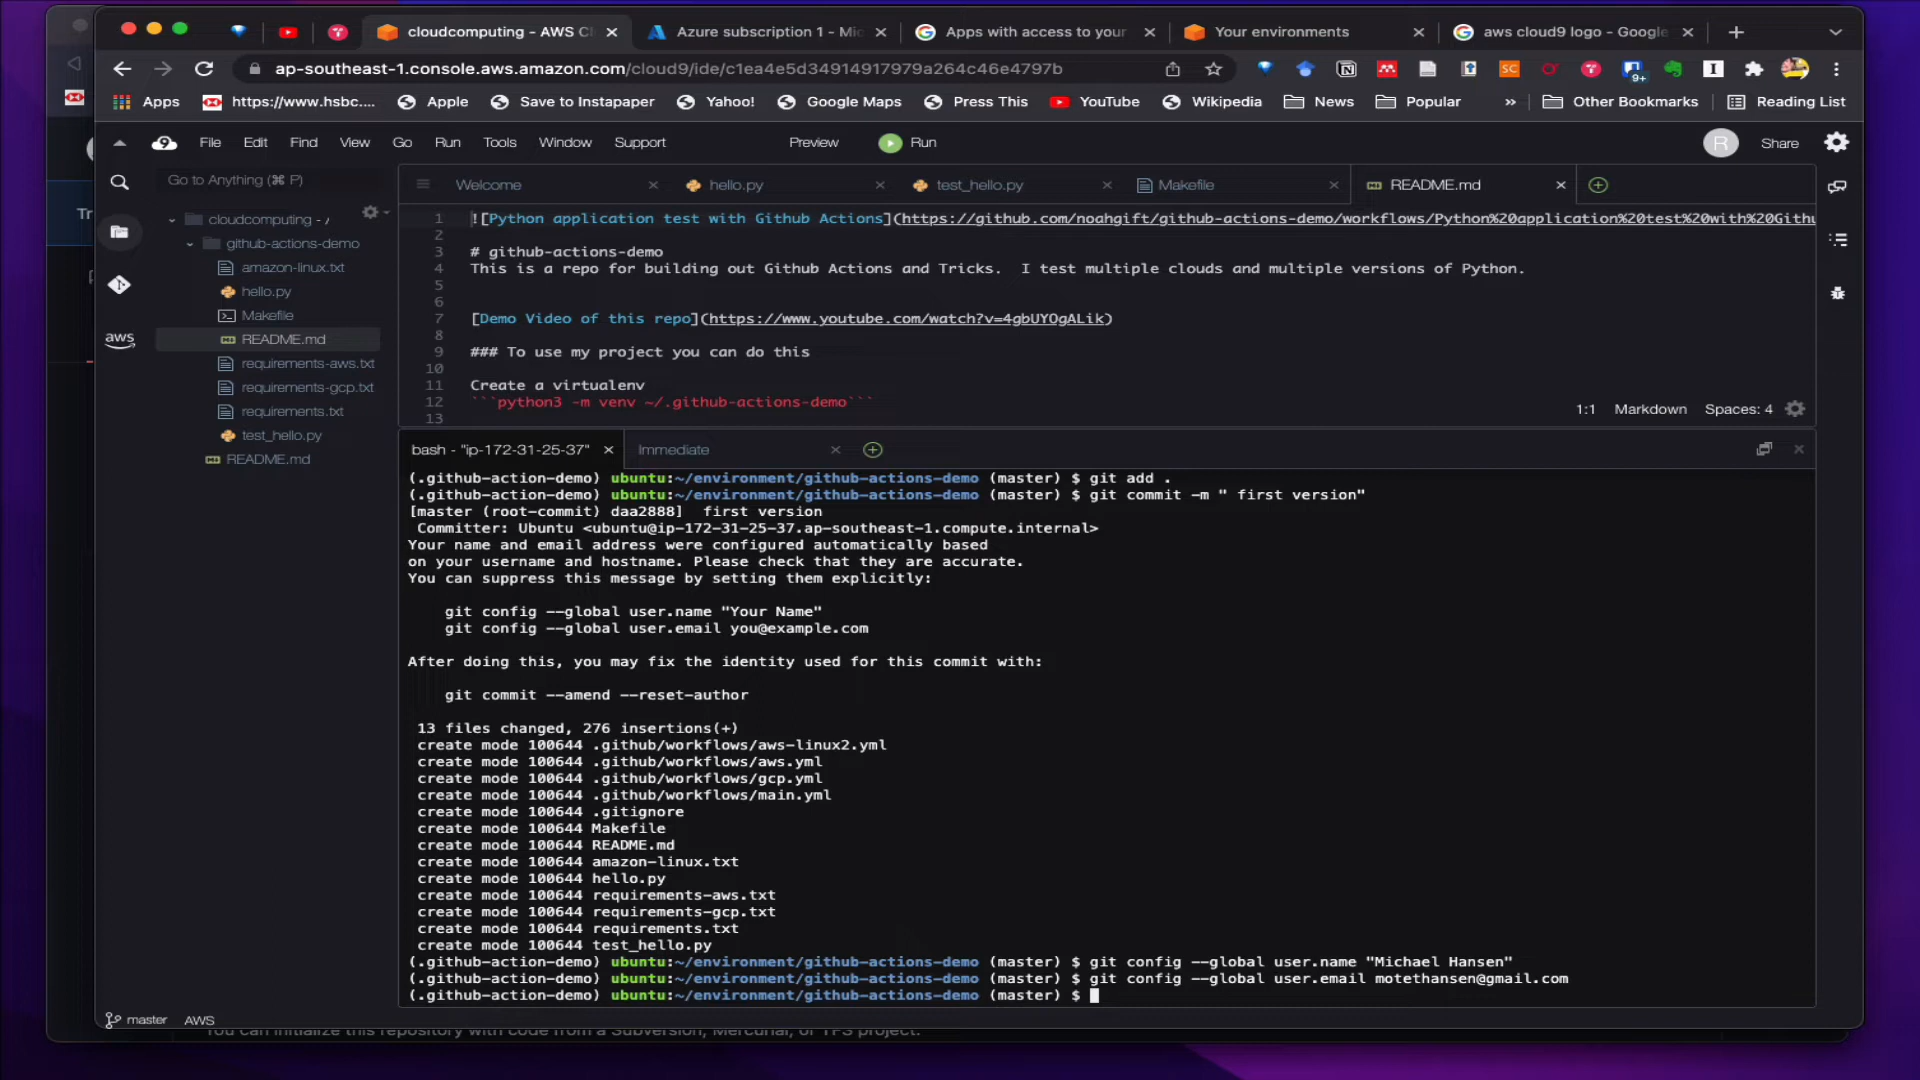 cloudcomputing - AWS Cl
Azure subscription 1 - Mic
Apps with access to your
Your environments
aws cloud9 logo - Google
ap-southeast-1.console.aws.amazon.com/cloud9/ide/c1ea4e5d34914917979a264c46e4797b
Apps
https://www.hsbc....
Apple
Save to Instapaper
Yahoo!
Google Maps
Press This
YouTube
Wikipedia
News
Popular
»
Other Bookmarks
Reading List
9
File
Edit
Find
View
Go
Run
Tools
Window
Support
Preview
Run
R
Share
Go to Anything (⌘ P)
Welcome
hello.py
test_hello.py
Makefile
README.md
cloudcomputing - /
github-actions-demo
amazon-linux.txt
hello.py
Makefile
README.md
requirements-aws.txt
requirements-gcp.txt
requirements.txt
test_hello.py
README.md
aws
Tr
1 ![Python application test with Github Actions](https://github.com/noahgift/github-actions-demo/workflows/Python%20application%20test%20with%20Githu
2
3 # github-actions-demo
4 This is a repo for building out Github Actions and Tricks.  I test multiple clouds and multiple versions of Python.
5
6
7 [Demo Video of this repo](https://www.youtube.com/watch?v=4gbUYOgALik)
8
9 ### To use my project you can do this
10
11 Create a virtualenv
12 ```python3 -m venv ~/.github-actions-demo```
13
1:1 Markdown Spaces: 4
bash - "ip-172-31-25-37"
Immediate
(.github-action-demo) ubuntu:~/environment/github-actions-demo (master) $ git add .
(.github-action-demo) ubuntu:~/environment/github-actions-demo (master) $ git commit -m " first version"
[master (root-commit) daa2888]  first version
Committer: Ubuntu <ubuntu@ip-172-31-25-37.ap-southeast-1.compute.internal>
Your name and email address were configured automatically based
on your username and hostname. Please check that they are accurate.
You can suppress this message by setting them explicitly:
git config --global user.name "Your Name"
git config --global user.email you@example.com
After doing this, you may fix the identity used for this commit with:
git commit --amend --reset-author
13 files changed, 276 insertions(+)
create mode 100644 .github/workflows/aws-linux2.yml
create mode 100644 .github/workflows/aws.yml
create mode 100644 .github/workflows/gcp.yml
create mode 100644 .github/workflows/main.yml
create mode 100644 .gitignore
create mode 100644 Makefile
create mode 100644 README.md
create mode 100644 amazon-linux.txt
create mode 100644 hello.py
create mode 100644 requirements-aws.txt
create mode 100644 requirements-gcp.txt
create mode 100644 requirements.txt
create mode 100644 test_hello.py
(.github-action-demo) ubuntu:~/environment/github-actions-demo (master) $ git config --global user.name "Michael Hansen"
(.github-action-demo) ubuntu:~/environment/github-actions-demo (master) $ git config --global user.email motethansen@gmail.com
(.github-action-demo) ubuntu:~/environment/github-actions-demo (master) $
master
AWS
You can initialize this repository with code from a Subversion, Mercurial, or TFS project.